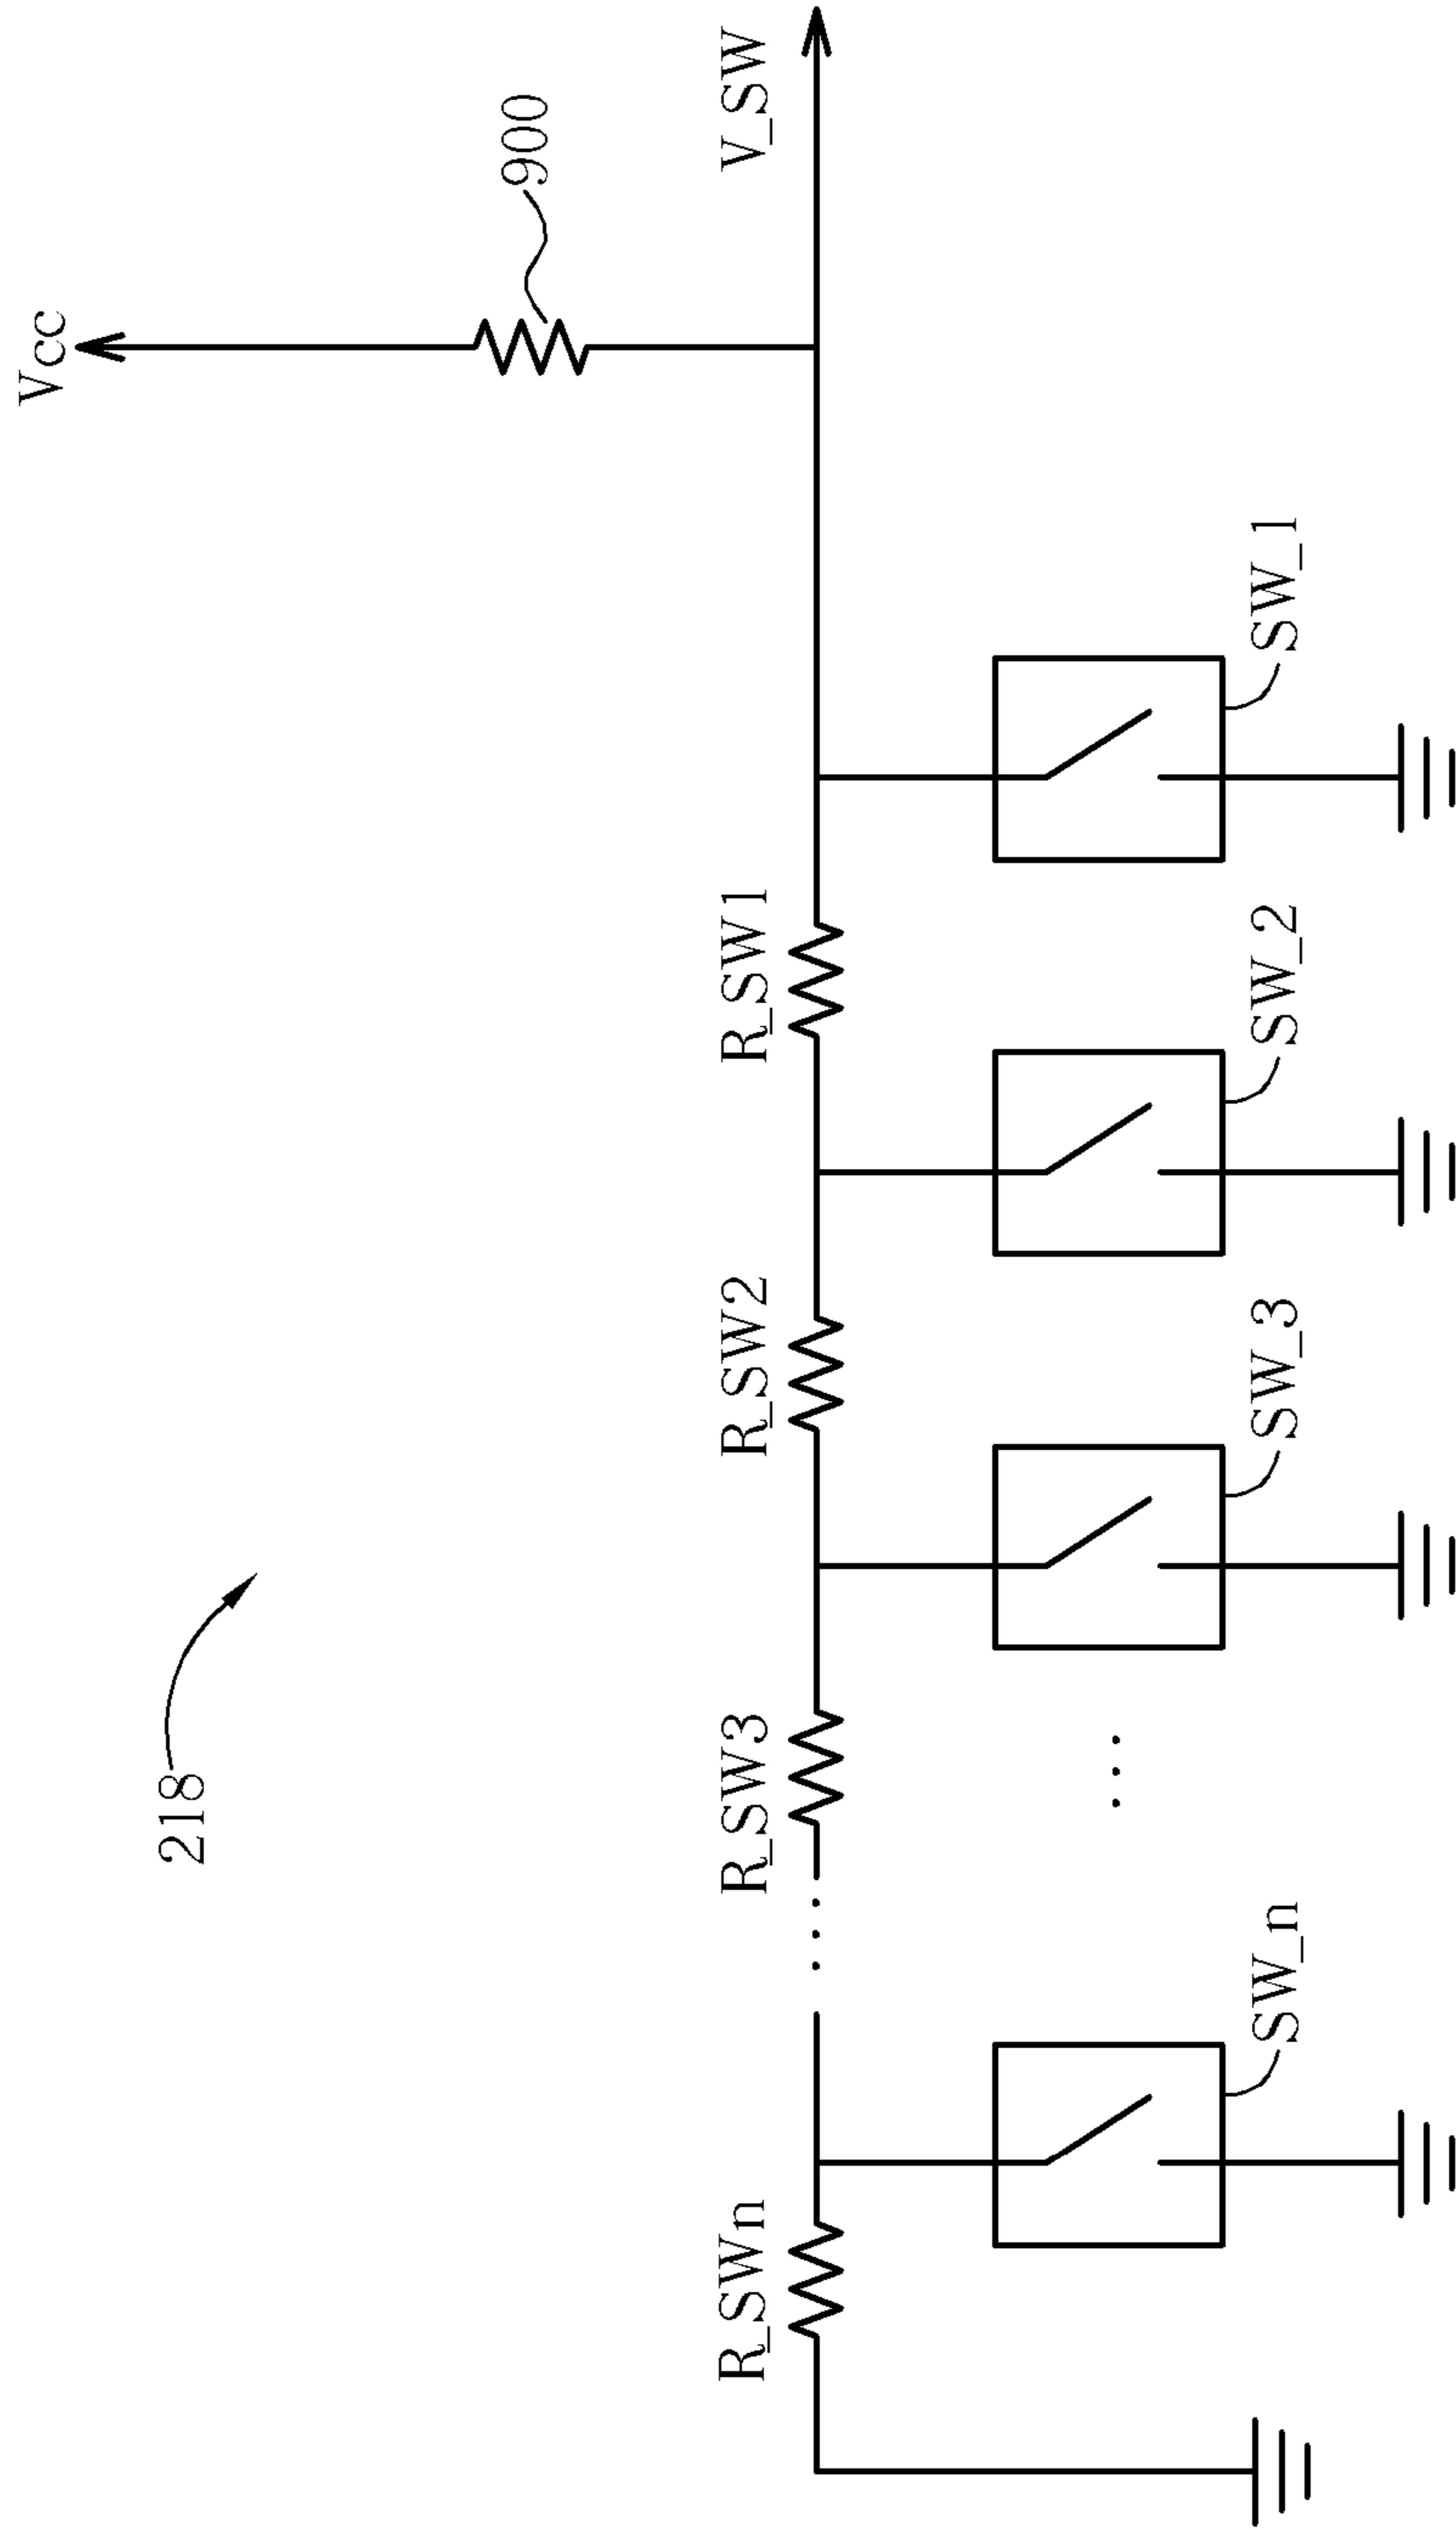 218
Vcc
900
R_SWn
R_SW3
R_SW2
R_SW1
V_SW
SW_n
SW_3
SW_2
SW_1